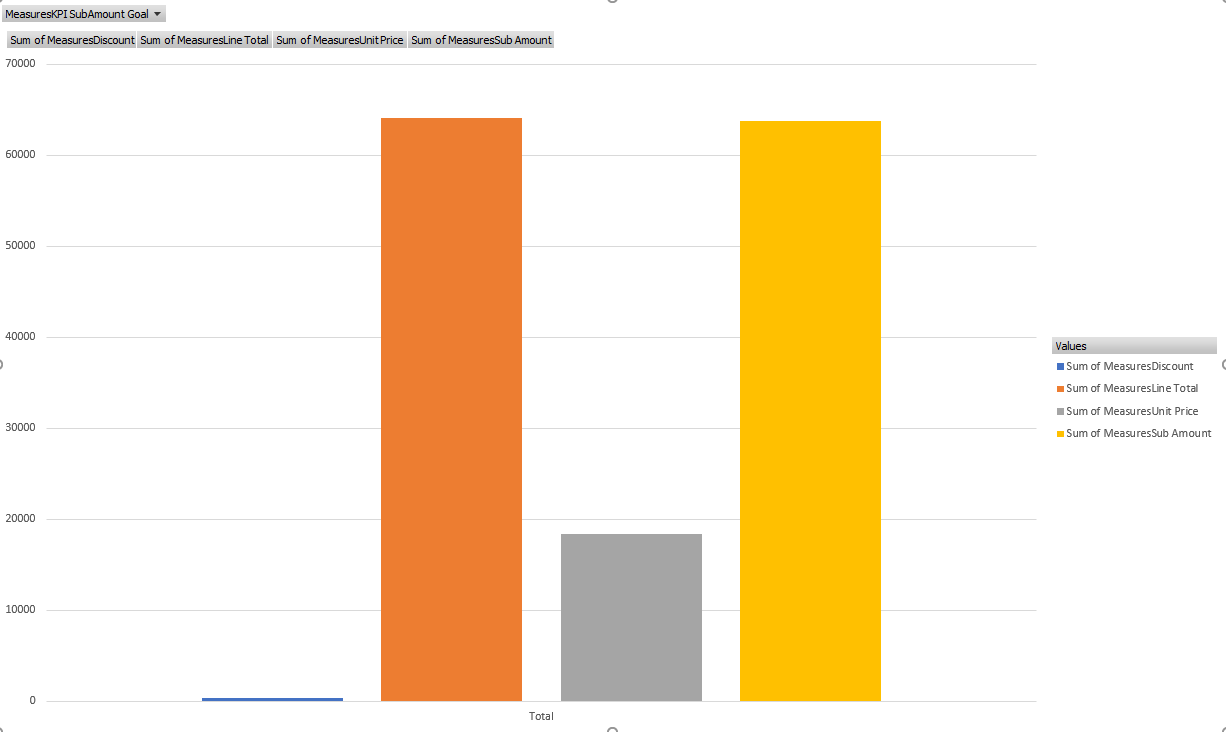 MeasuresKPI SubAmount Goal
Sum of MeasuresDiscount Sum of MeasuresLine Total Sum of MeasuresUnit Price Sum of MeasuresSub Amount
70000
60000
50000
40000
30000
20000
10000
0
Total
Values
Sum of MeasuresDiscount
Sum of MeasuresLine Total
Sum of MeasuresUnit Price
Sum of MeasuresSub Amount